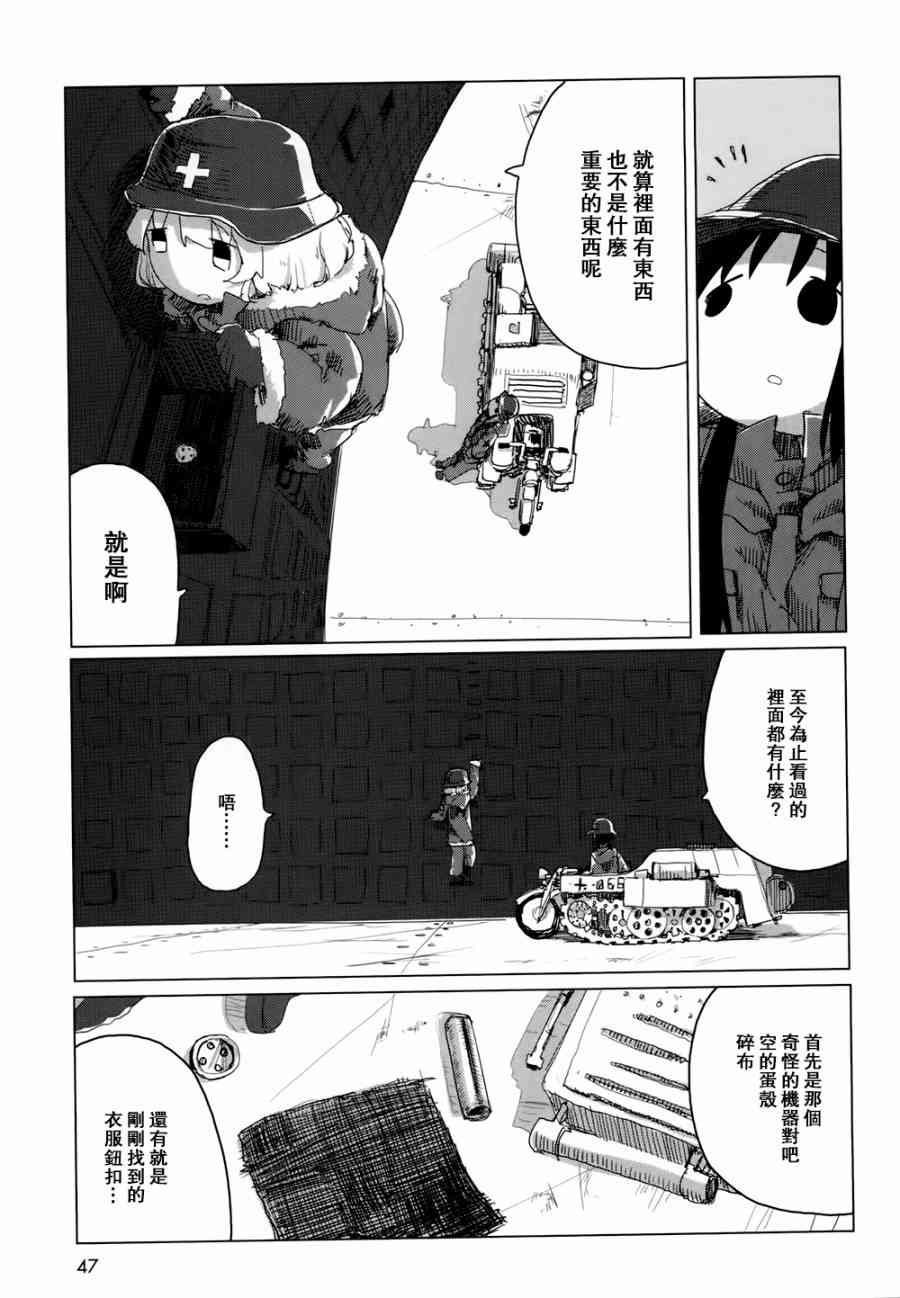 就算裡面有東西
也不是什麼
重要的東西呢
就是啊
至今為止看過的
裡面都有什麼？
唔……
首先是那個
奇怪的機器對吧
空的蛋殼
碎布
還有就是
剛剛找到的
衣服鈕扣…
066
47